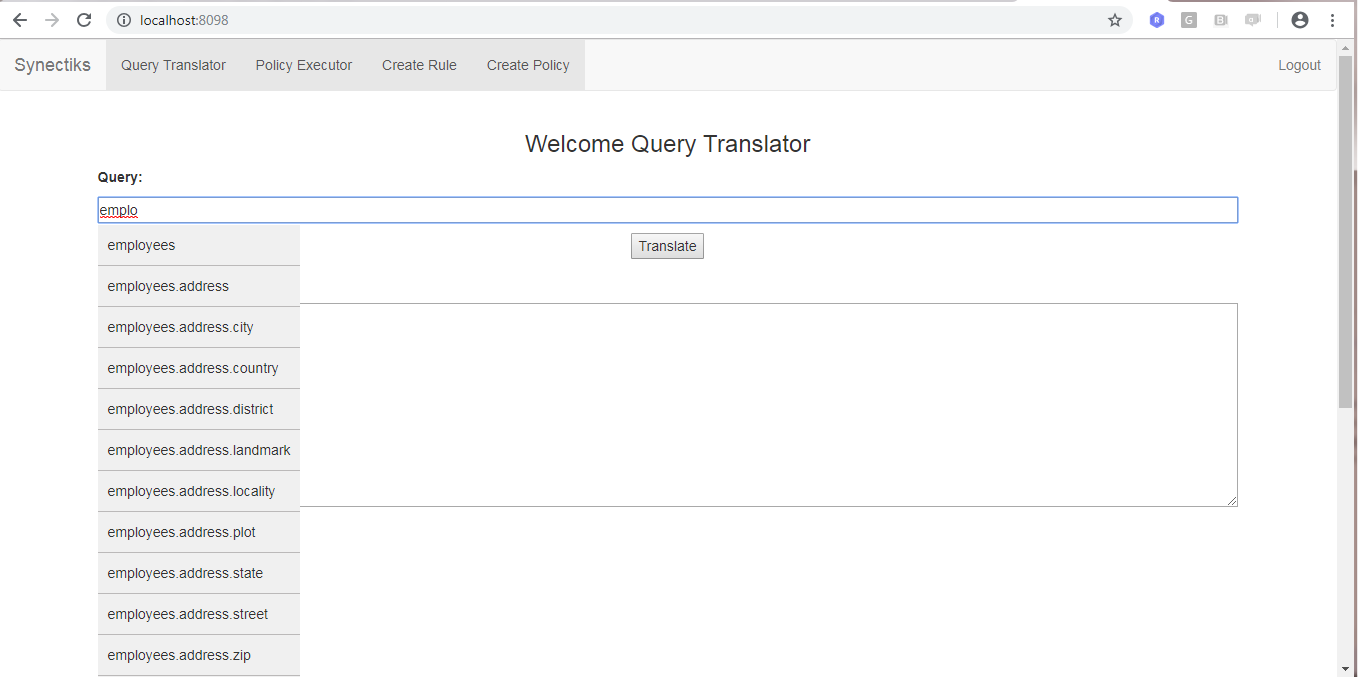 localhost:8098
R G B a
Synectiks Query Translator Policy Executor Create Rule Create Policy Logout
Welcome Query Translator
Query:
emplo
employees
Translate
employees.address
employees.address.city
employees.address.country
employees.address.district
employees.address.landmark
employees.address.locality
employees.address.plot
employees.address.state
employees.address.street
employees.address.zip